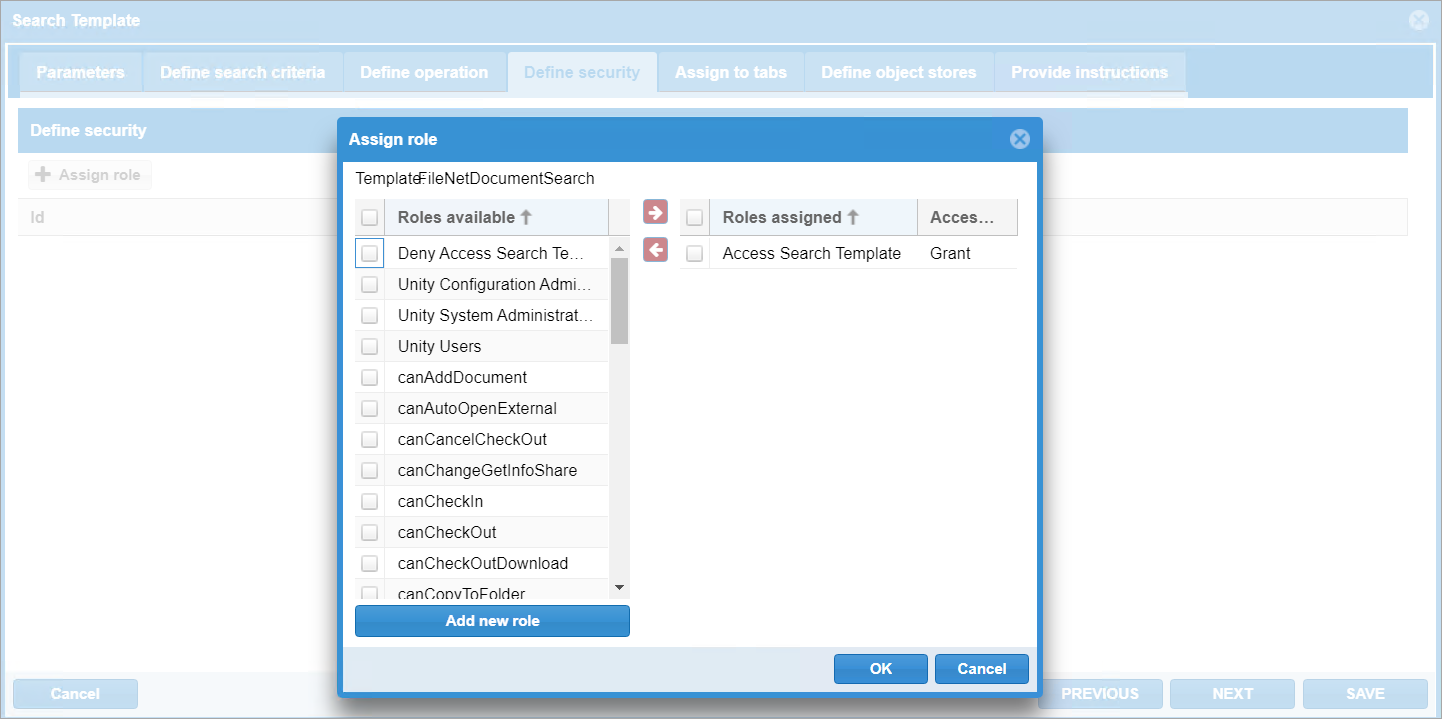 Search Template
Parameters Define search criteria Define operation Define security Assign to tabs Define object stores Provide instructions
Define security
Assign role
Id
Assign role
Template FileNetDocumentSearch
Roles available
Deny Access Search Te…
Unity Configuration Admi…
Unity System Administrat…
Unity Users
canAddDocument
canAutoOpenExternal
canCancelCheckOut
canChangeGetInfoShare
canCheckIn
canCheckOut
canCheckOutDownload
canCopyToFolder
Add new role
Roles assigned Acces…
Access Search Template Grant
OK Cancel
Cancel PREVIOUS NEXT SAVE